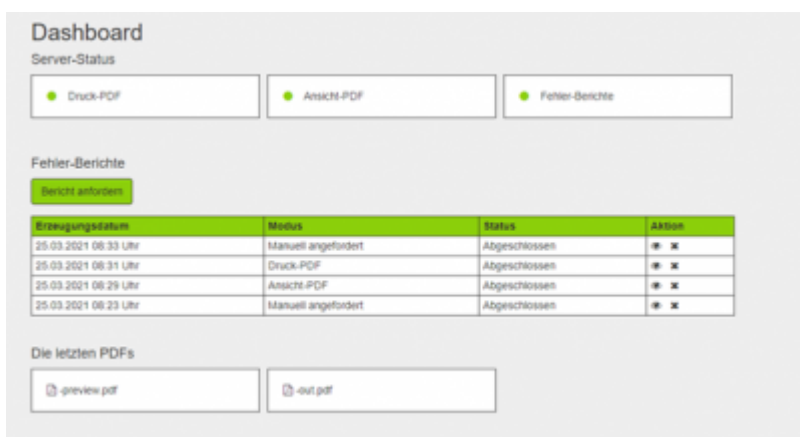 Dashboard
Server-Status
Druck-PDF Ansicht-PDF Fehler-Berichte
Fehler-Berichte
Bericht anfordern
Erzeugungsdatum Modus Status Aktion
25.03.2021 08:33 Uhr Manuell angefordert Abgeschlossen
25.03.2021 08:31 Uhr Druck-PDF Abgeschlossen
25.03.2021 08:29 Uhr Ansicht-PDF Abgeschlossen
25.03.2021 08:23 Uhr Manuell angefordert Abgeschlossen
Die letzten PDFs
-preview.pdf -out.pdf